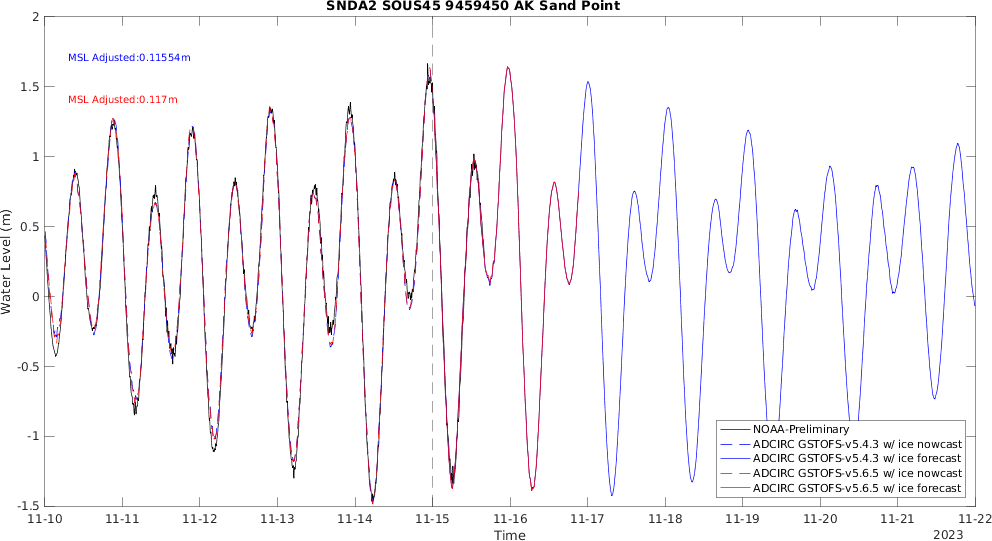 SNDA2 SOUS45 9459450 AK Sand Point
2
1.5
1
0.5
0
-0.5
-1
-1.5
Water Level (m)
MSL Adjusted:0.11554m
MSL Adjusted:0.117m
NOAA-Preliminary
ADCIRC GSTOFS-v5.4.3 w/ ice nowcast
ADCIRC GSTOFS-v5.4.3 w/ ice forecast
ADCIRC GSTOFS-v5.6.5 w/ ice nowcast
ADCIRC GSTOFS-v5.6.5 w/ ice forecast
11-10 11-11 11-12 11-13 11-14 11-15 11-16 11-17 11-18 11-19 11-20 11-21 11-22
Time
2023